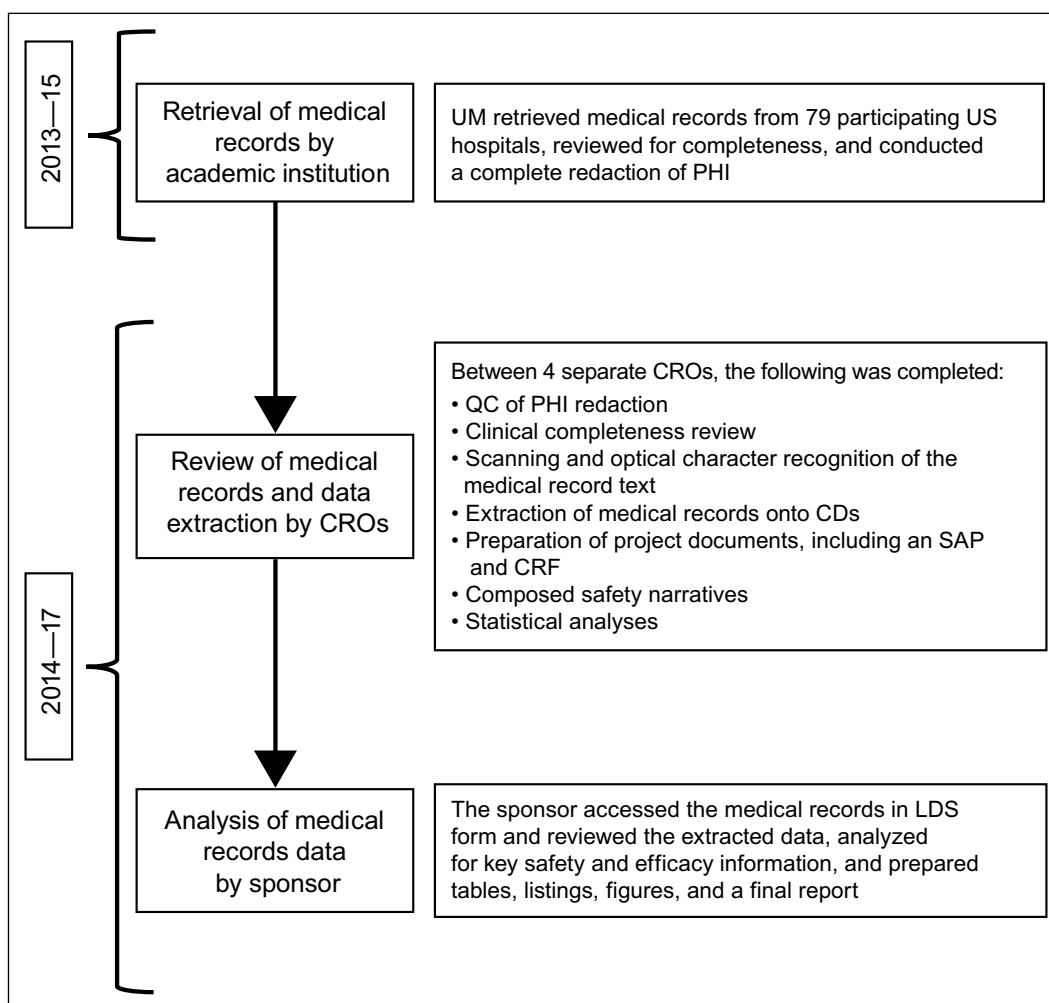 2013—15
Retrieval of medical
records by
academic institution
UM retrieved medical records from 79 participating US
hospitals, reviewed for completeness, and conducted
a complete redaction of PHI
2014—17
Review of medical
records and data
extraction by CROs
Between 4 separate CROs, the following was completed:
• QC of PHI redaction
• Clinical completeness review
• Scanning and optical character recognition of the
medical record text
• Extraction of medical records onto CDs
• Preparation of project documents, including an SAP
and CRF
• Composed safety narratives
• Statistical analyses
Analysis of medical
records data
by sponsor
The sponsor accessed the medical records in LDS
form and reviewed the extracted data, analyzed
for key safety and efficacy information, and prepared
tables, listings, figures, and a final report